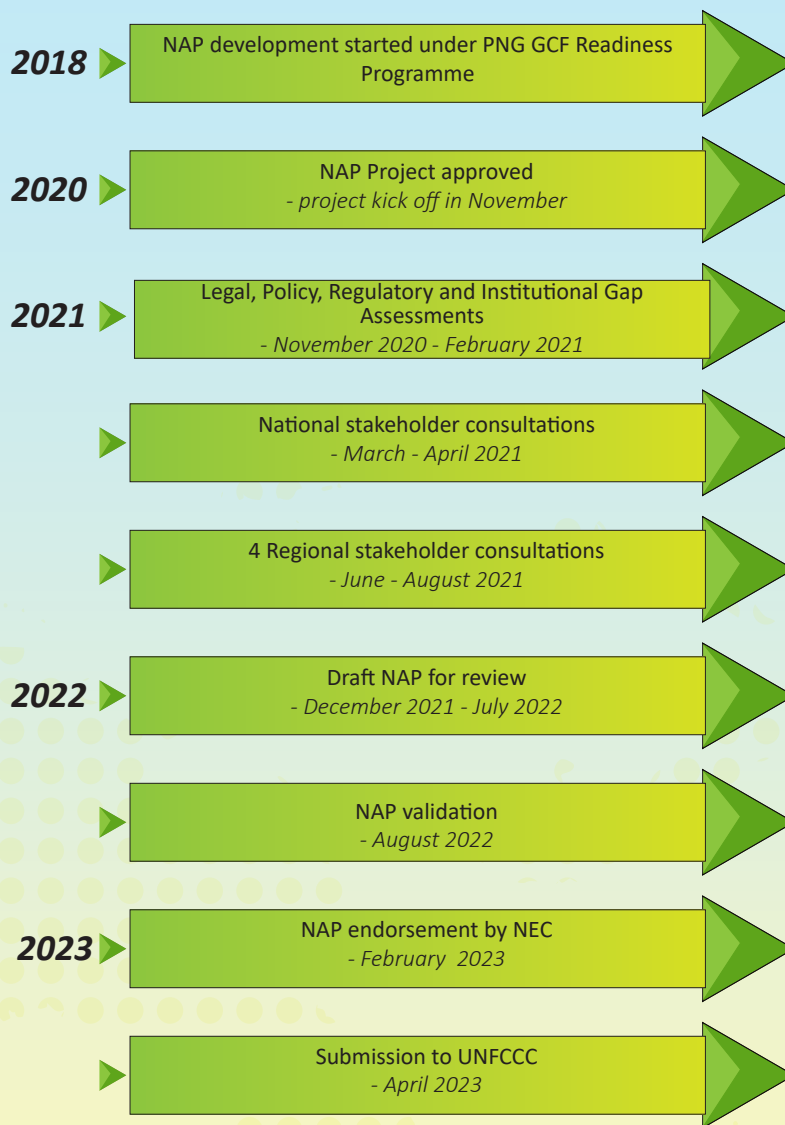 2018
NAP development started under PNG GCF Readiness
Programme
2020
NAP Project approved
- project kick off in November
2021
Legal, Policy, Regulatory and Institutional Gap
Assessments
- November 2020 - February 2021
National stakeholder consultations
- March - April 2021
4 Regional stakeholder consultations
- June - August 2021
2022
Draft NAP for review
- December 2021 - July 2022
NAP validation
- August 2022
2023
NAP endorsement by NEC
- February 2023
Submission to UNFCCC
- April 2023